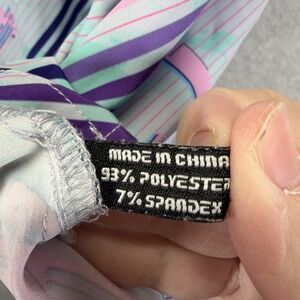 MADE IN CHINA
93% POLYESTER
7% SPANDEX